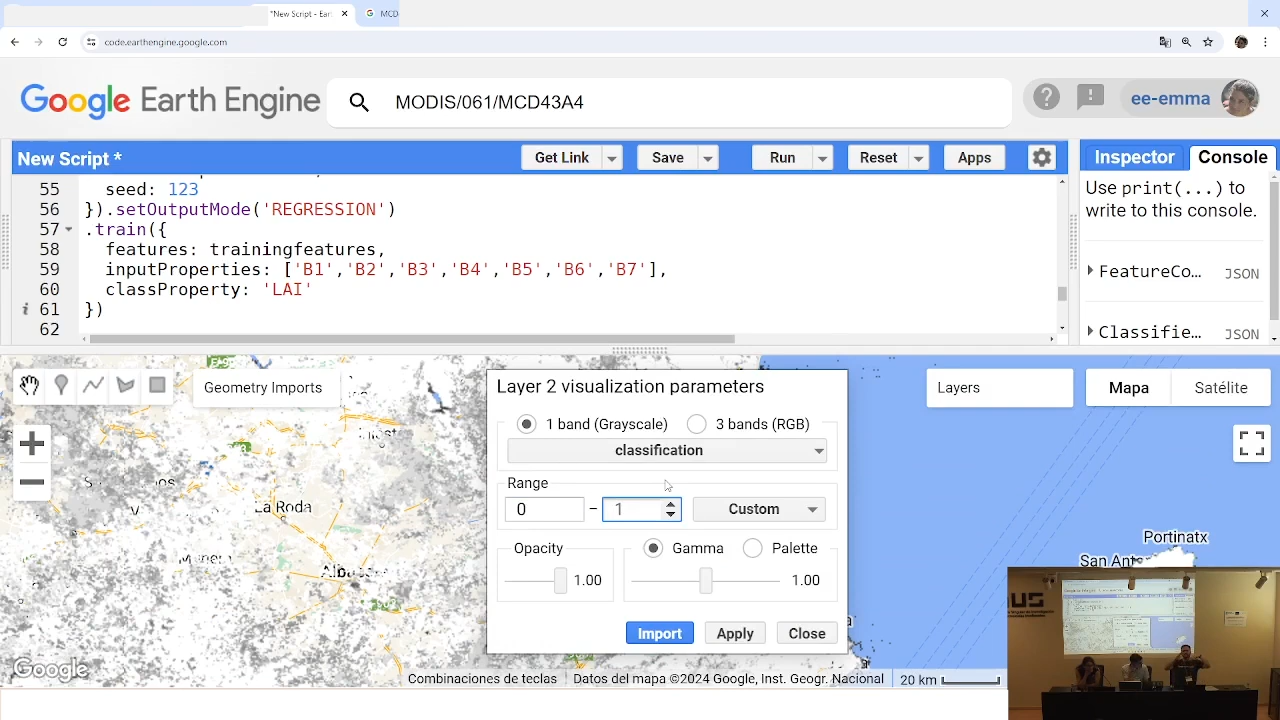 *New Script - Eart
MCD
code.earthengine.google.com
Google Earth Engine
MODIS/061/MCD43A4
ee-emma
New Script *
Get Link
Save
Run
Reset
Apps
Inspector
Console
55 seed: 123
56 }).setOutputMode('REGRESSION')
57 .train({
58 features: trainingfeatures,
59 inputProperties: ['B1','B2','B3','B4','B5','B6','B7'],
60 classProperty: 'LAI'
i 61 })
62
Use print(...) to
write to this console.
FeatureCo... JSON
Classifie... JSON
Geometry Imports
Layer 2 visualization parameters
1 band (Grayscale)
3 bands (RGB)
classification
Range
0 – 1
Custom
Opacity
1.00
Gamma
Palette
1.00
Import
Apply
Close
Layers
Mapa
Satélite
La Roda
Portinatx
San Anto
Google
Combinaciones de teclas
Datos del mapa ©2024 Google, Inst. Geogr. Nacional
20 km